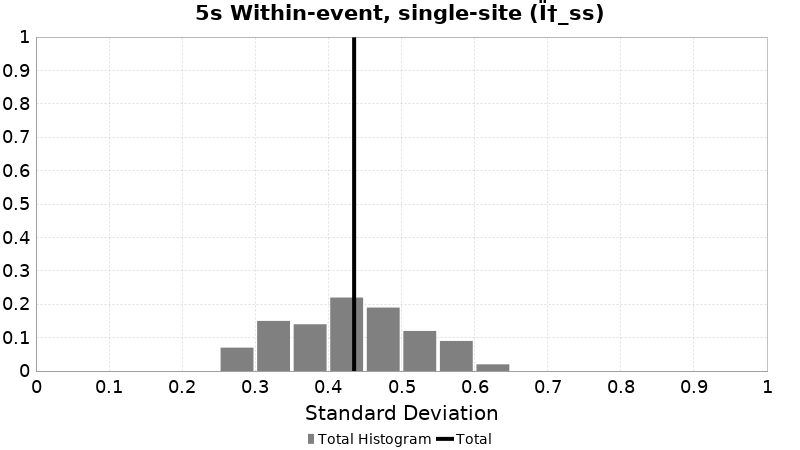 5s Within-event, single-site (Ï†_ss)
1
0.9
0.8
0.7
0.6
0.5
0.4
0.3
0.2
0.1
0
0 0.1 0.2 0.3 0.4 0.5 0.6 0.7 0.8 0.9 1
Standard Deviation
Total Histogram Total